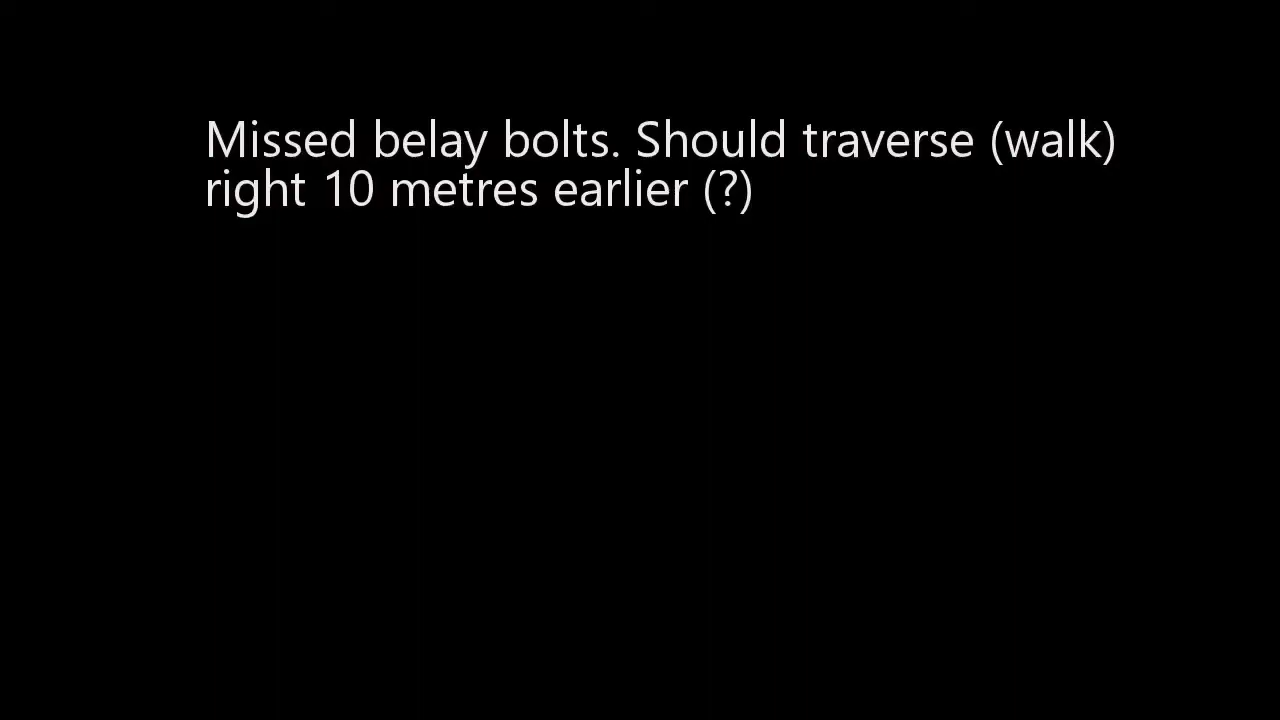 Missed belay bolts. Should traverse (walk)
right 10 metres earlier (?)